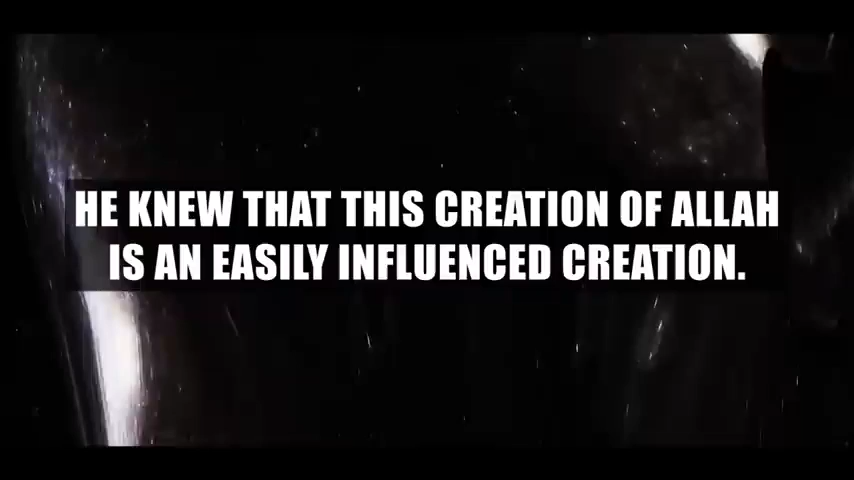 HE KNEW THAT THIS CREATION OF ALLAH
IS AN EASILY INFLUENCED CREATION.